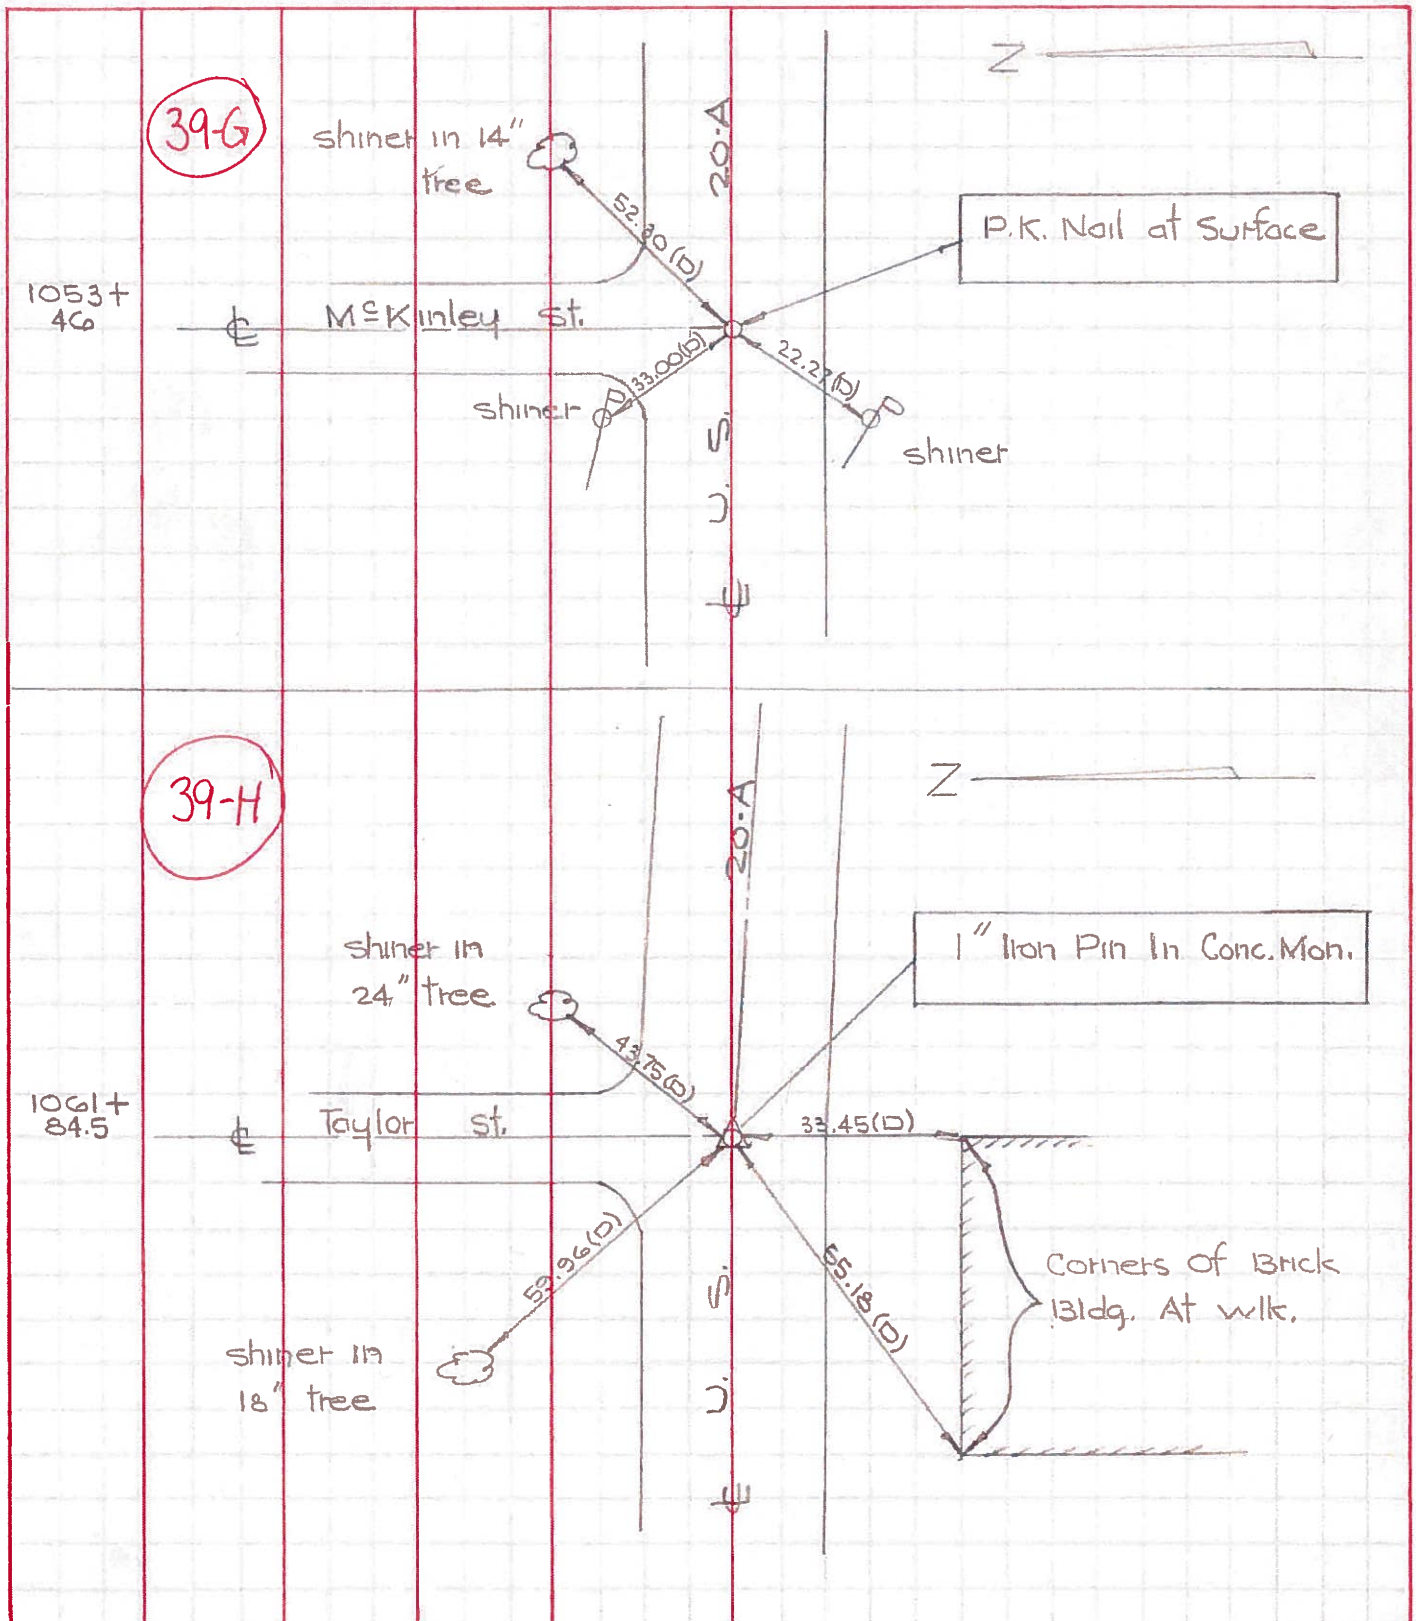 39-G
shiner in 14"
tree
20-A
N
52.30(D)
P.K. Nail at Surface
1053+
46
℄
McKinley St.
33.00(D)
22.27(D)
shiner
P
P
shiner
℄ U. S.
39-H
N
20-A
1" Iron Pin In Conc. Mon.
shiner in
24" tree
43.75(D)
1061+
84.5
℄
Taylor St.
33.45(D)
59.96(D)
55.18(D)
Corners Of Brick
Bldg. At wlk.
shiner in
18" tree
℄ U. S.